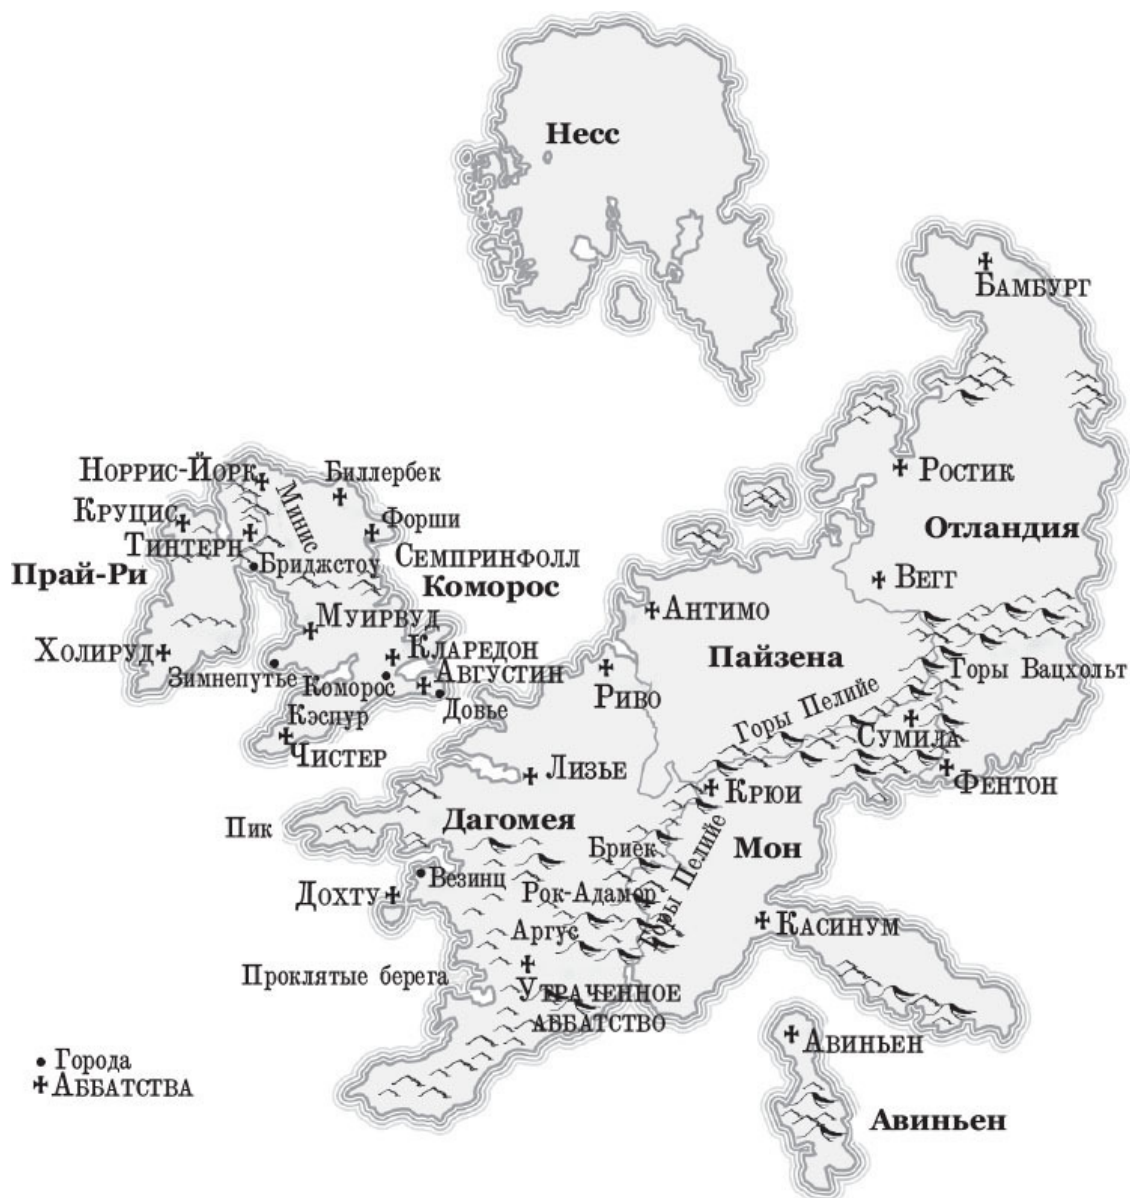 Несс
Бамбург
Норрис-Йорк
Биллербек
Ростик
Круцис
Минис
Форши
Тинтерн
Отландия
Семпринфолл
Прай-Ри
Бриджстоу
Коморос
Вегг
Антимо
Муирвуд
Холируд
Кларедон
Пайзена
Зимнепутье
Коморос
Августин
Риво
Горы Вацхольт
Довье
Горы Пелийе
Кэспур
Сумила
Чистер
Лизье
Крюи
Фентон
Пик
Дагомея
Бриек
Мон
Горы Пелийе
Везинц
Дохту
Рок-Адамор
Касинум
Аргус
Проклятые берега
Утраченное
аббатство
Авиньен
Города
Аббатства
Авиньен